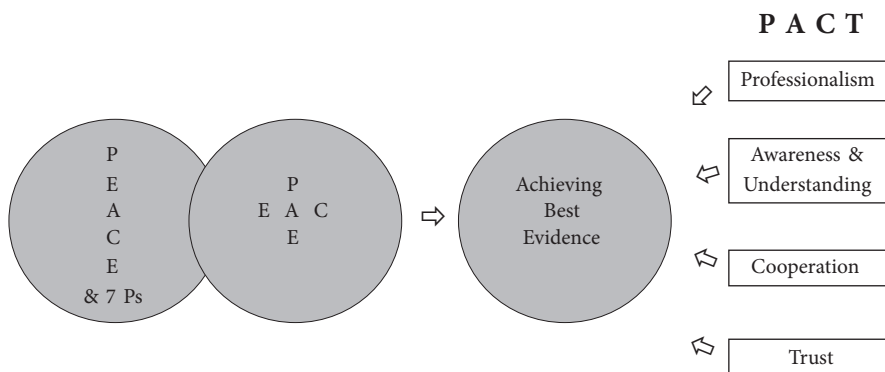 P
E
A
C
E
& 7 Ps
P
E A C
E
Achieving
Best
Evidence
P A C T
Professionalism
Awareness &
Understanding
Cooperation
Trust